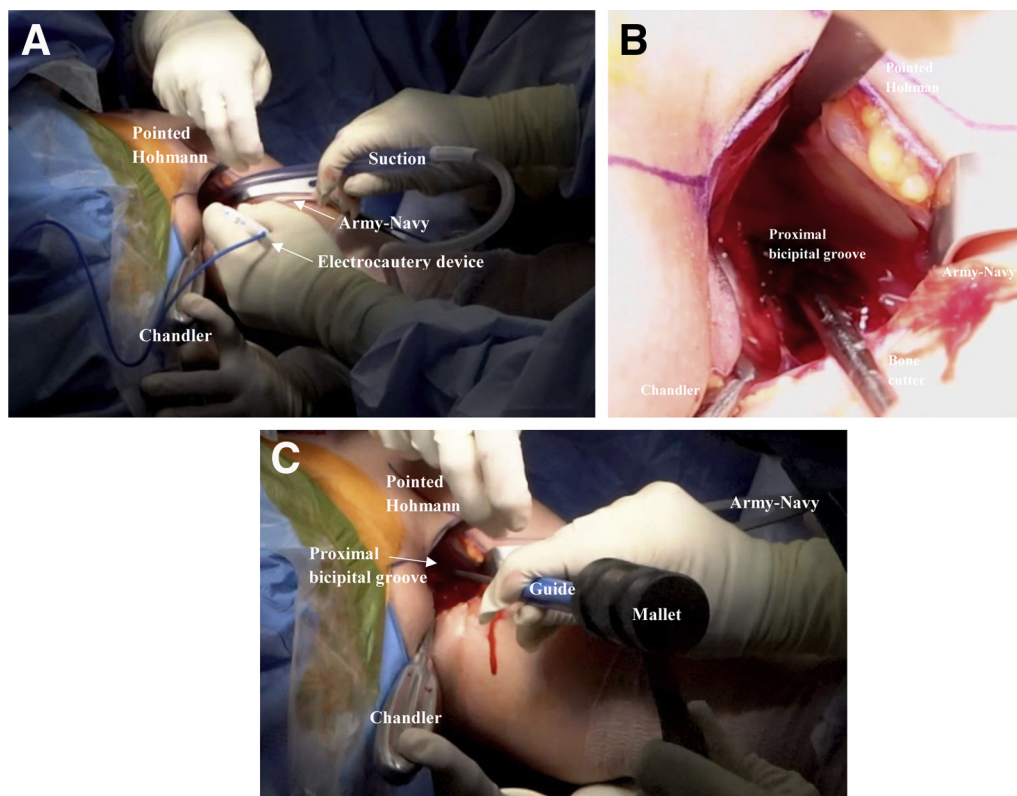 A
Pointed
Hohmann
Suction
Army-Navy
Electrocautery device
Chandler
B
Pointed
Hohman
Proximal
bicipital groove
Army-Navy
Bone
cutter
Chandler
C
Pointed
Hohmann
Army-Navy
Proximal
bicipital groove
Guide
Mallet
Chandler